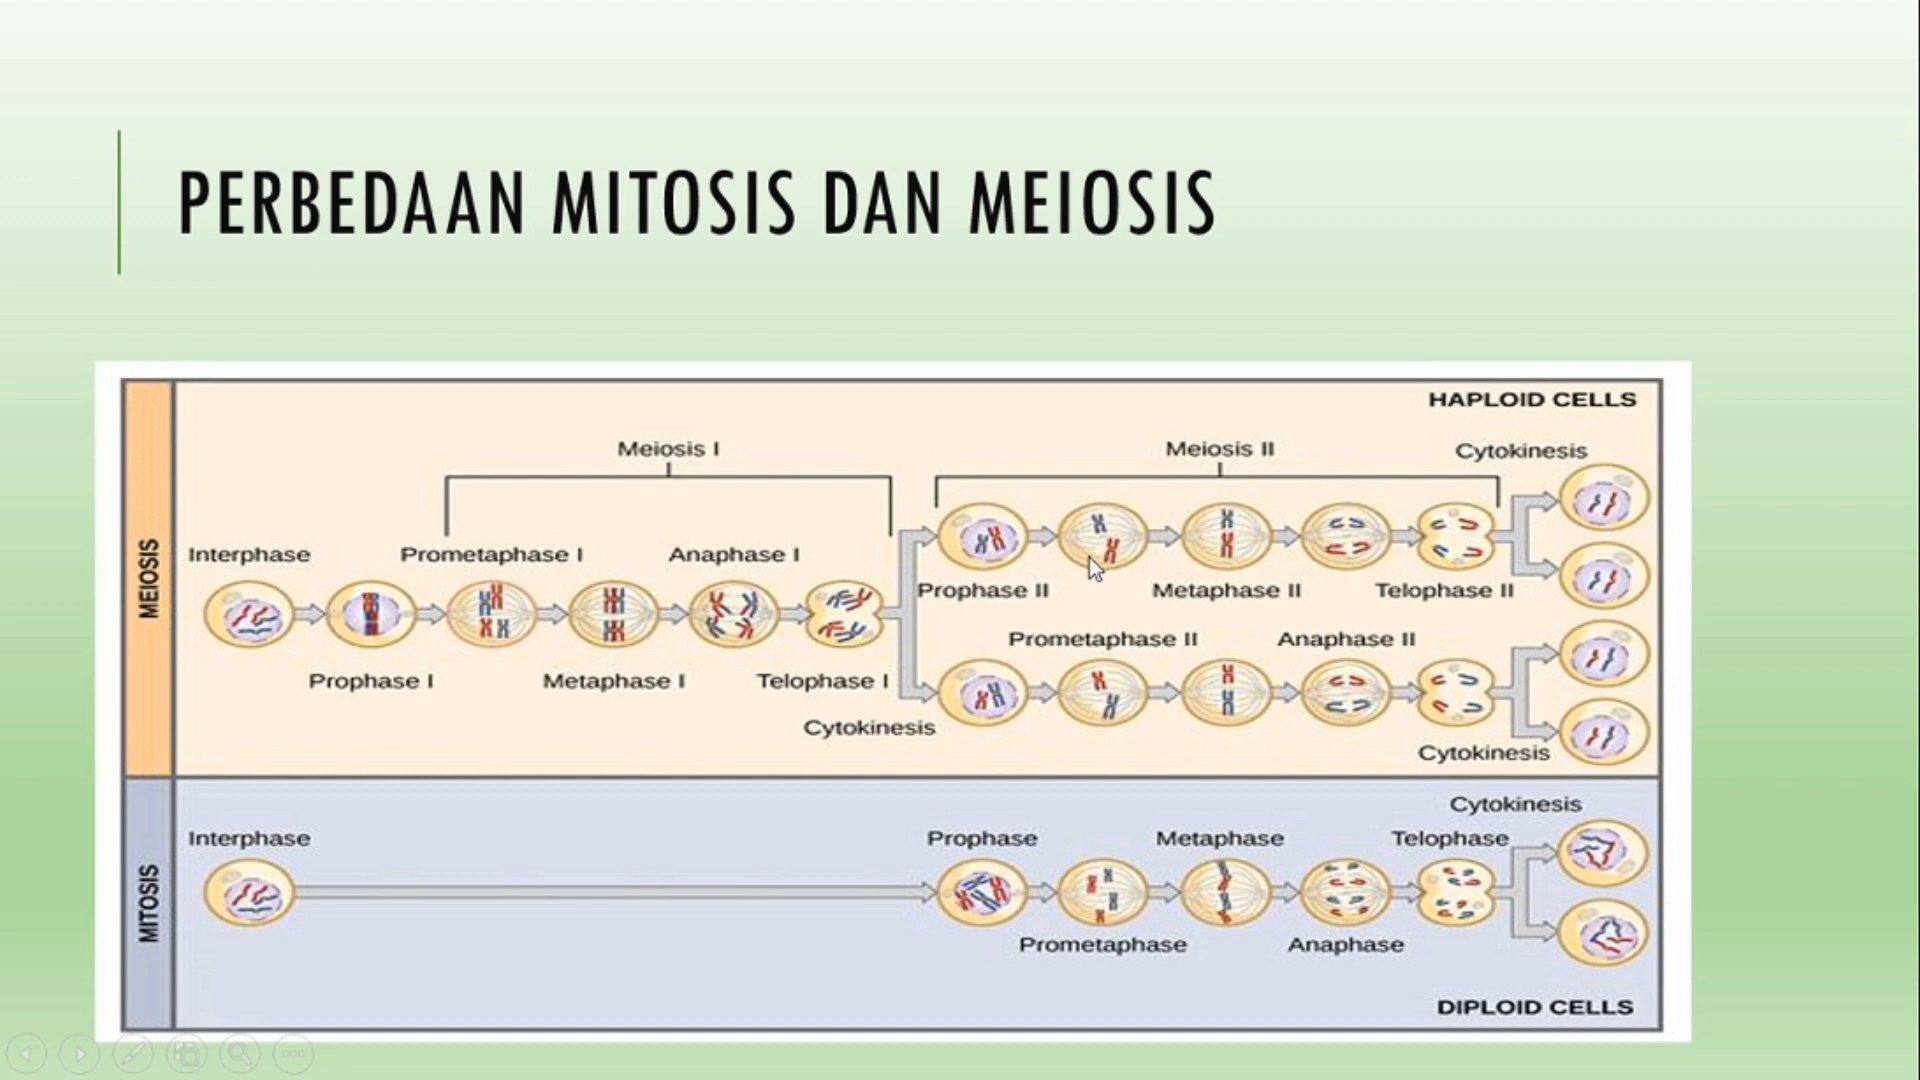 PERBEDAAN MITOSIS DAN MEIOSIS
HAPLOID CELLS
Meiosis I
Meiosis II
Cytokinesis
MEIOSIS
Interphase
Prometaphase I
Anaphase I
Prophase II
Metaphase II
Telophase II
Prometaphase II
Anaphase II
Prophase I
Metaphase I
Telophase I
Cytokinesis
Cytokinesis
MITOSIS
Cytokinesis
Interphase
Prophase
Metaphase
Telophase
Prometaphase
Anaphase
DIPLOID CELLS